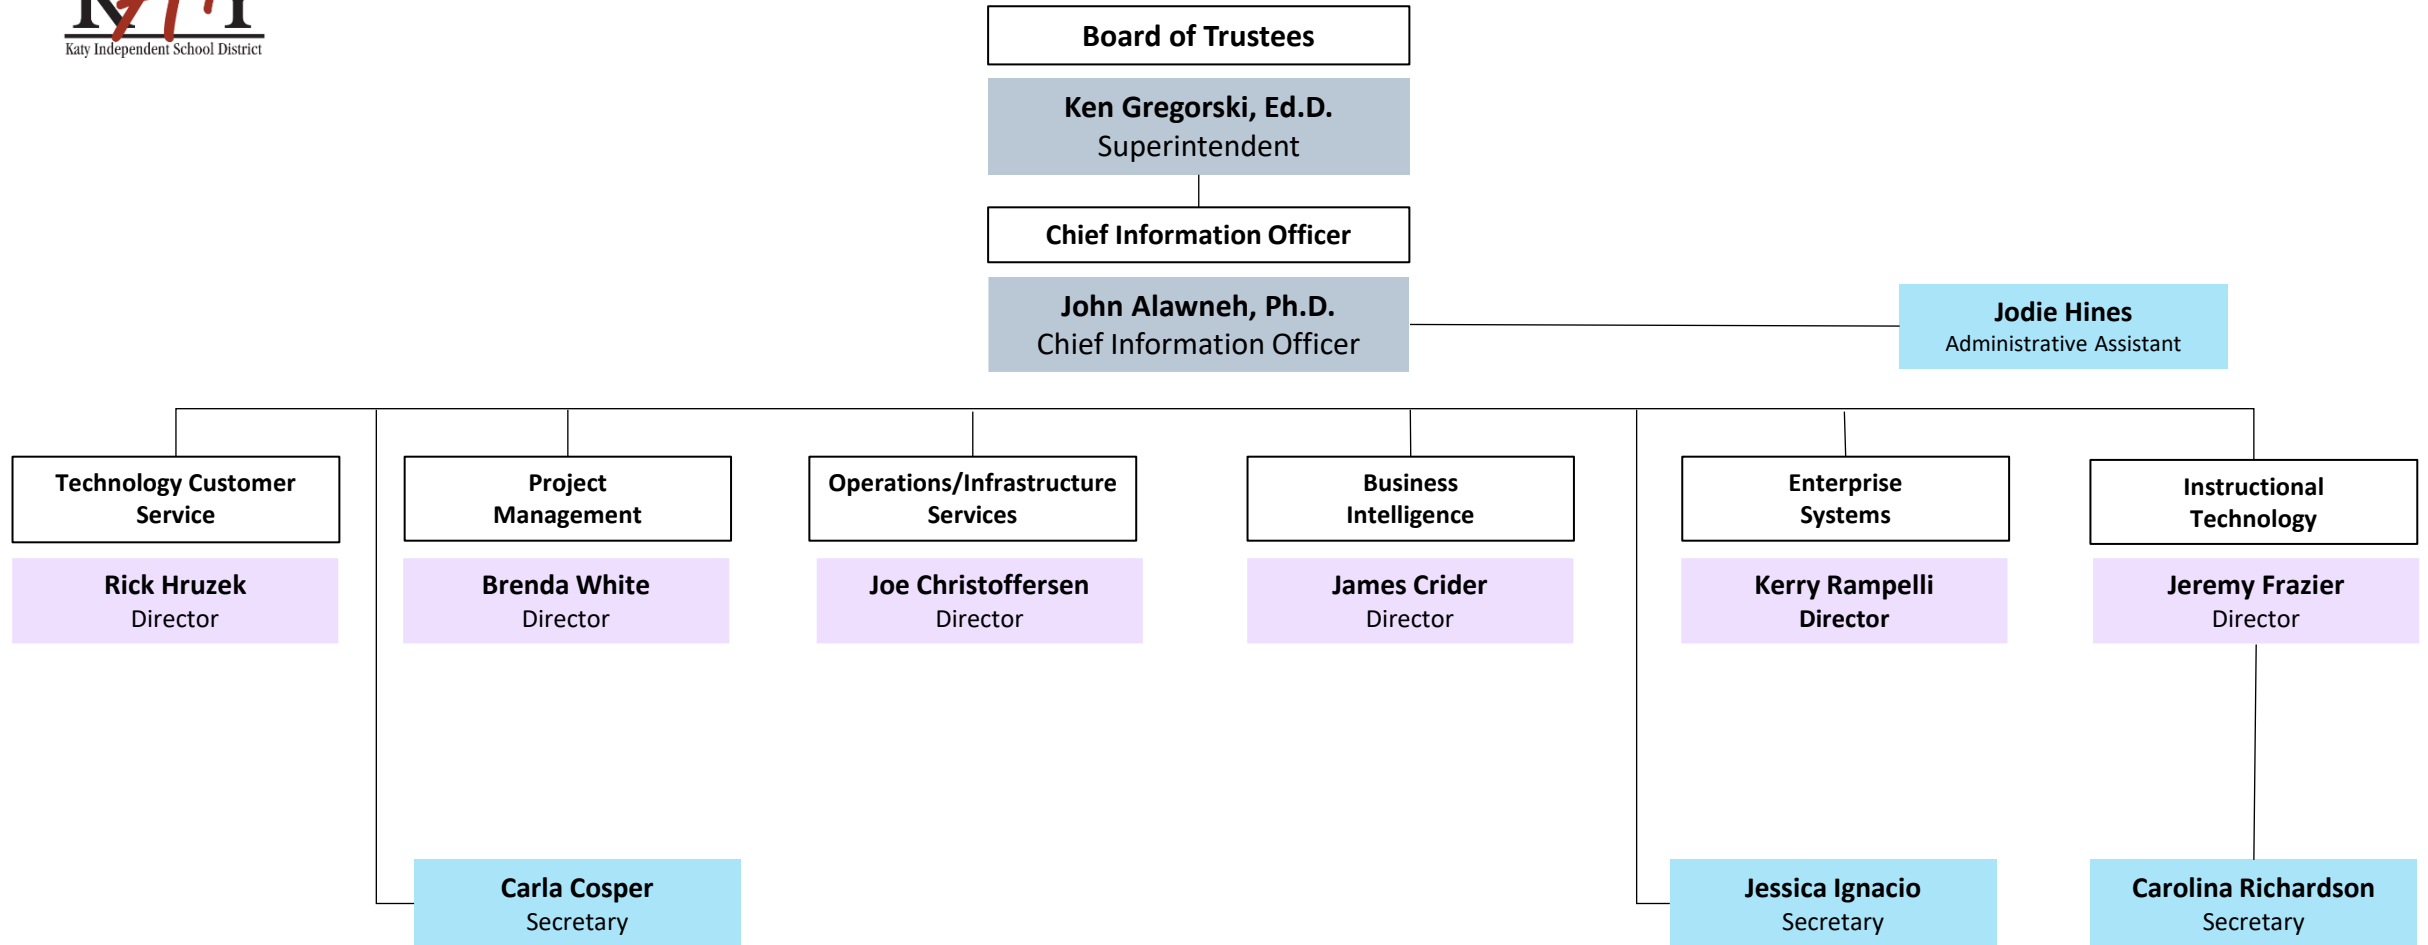 KATY
Katy Independent School District
Board of Trustees
Ken Gregorski, Ed.D.
Superintendent
Chief Information Officer
John Alawneh, Ph.D.
Chief Information Officer
Jodie Hines
Administrative Assistant
Technology Customer
Service
Project
Management
Operations/Infrastructure
Services
Business
Intelligence
Enterprise
Systems
Instructional
Technology
Rick Hruzek
Director
Brenda White
Director
Joe Christoffersen
Director
James Crider
Director
Kerry Rampelli
Director
Jeremy Frazier
Director
Carla Cosper
Secretary
Jessica Ignacio
Secretary
Carolina Richardson
Secretary